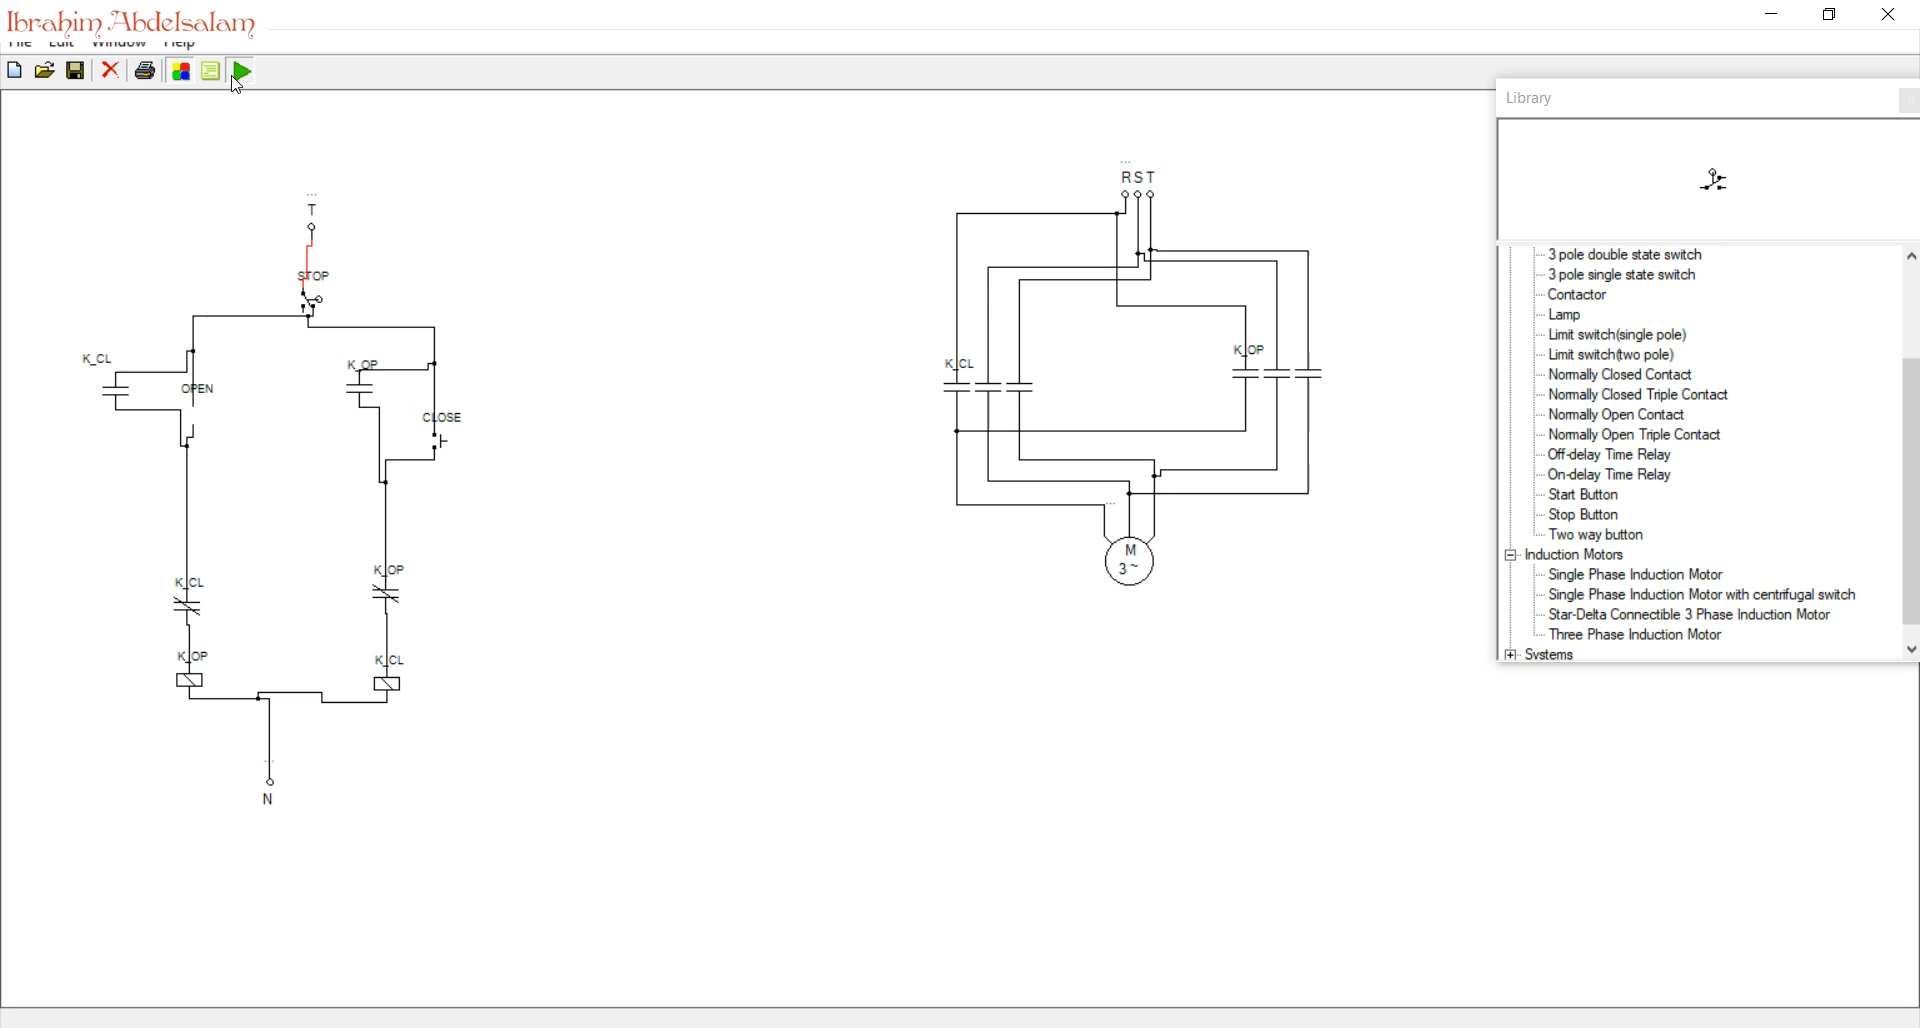 Ibrahim Abdelsalam
File Edit Window Help
Library
...
T
STOP
K_CL
OPEN
K_OP
CLOSE
K_CL
K_OP
K_OP
K_CL
...
N
...
RST
K_CL
K_OP
...
M
3~
3 pole double state switch
3 pole single state switch
Contactor
Lamp
Limit switch(single pole)
Limit switch(two pole)
Normally Closed Contact
Normally Closed Triple Contact
Normally Open Contact
Normally Open Triple Contact
Off-delay Time Relay
On-delay Time Relay
Start Button
Stop Button
Two way button
Induction Motors
Single Phase Induction Motor
Single Phase Induction Motor with centrifugal switch
Star-Delta Connectible 3 Phase Induction Motor
Three Phase Induction Motor
Systems